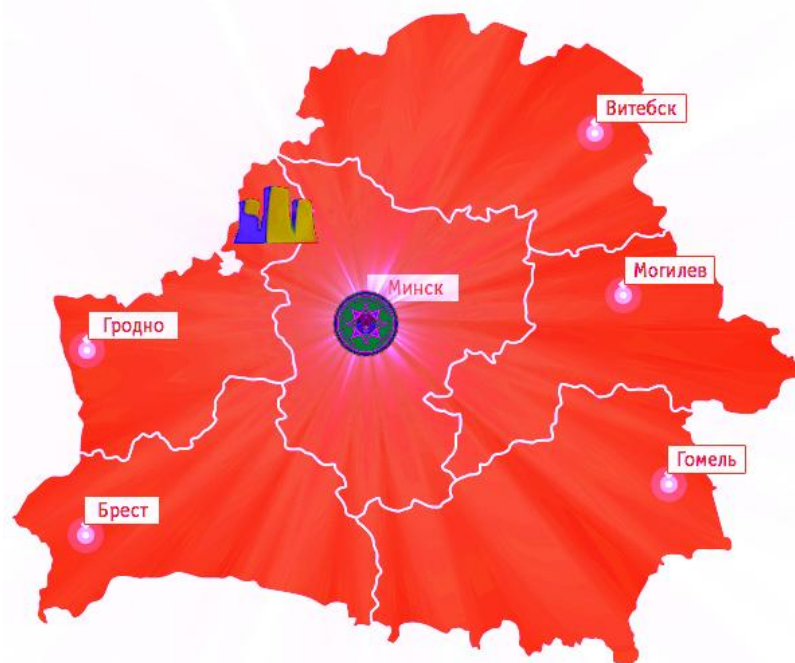 Витебск
Могилев
Минск
Гродно
Гомель
Брест